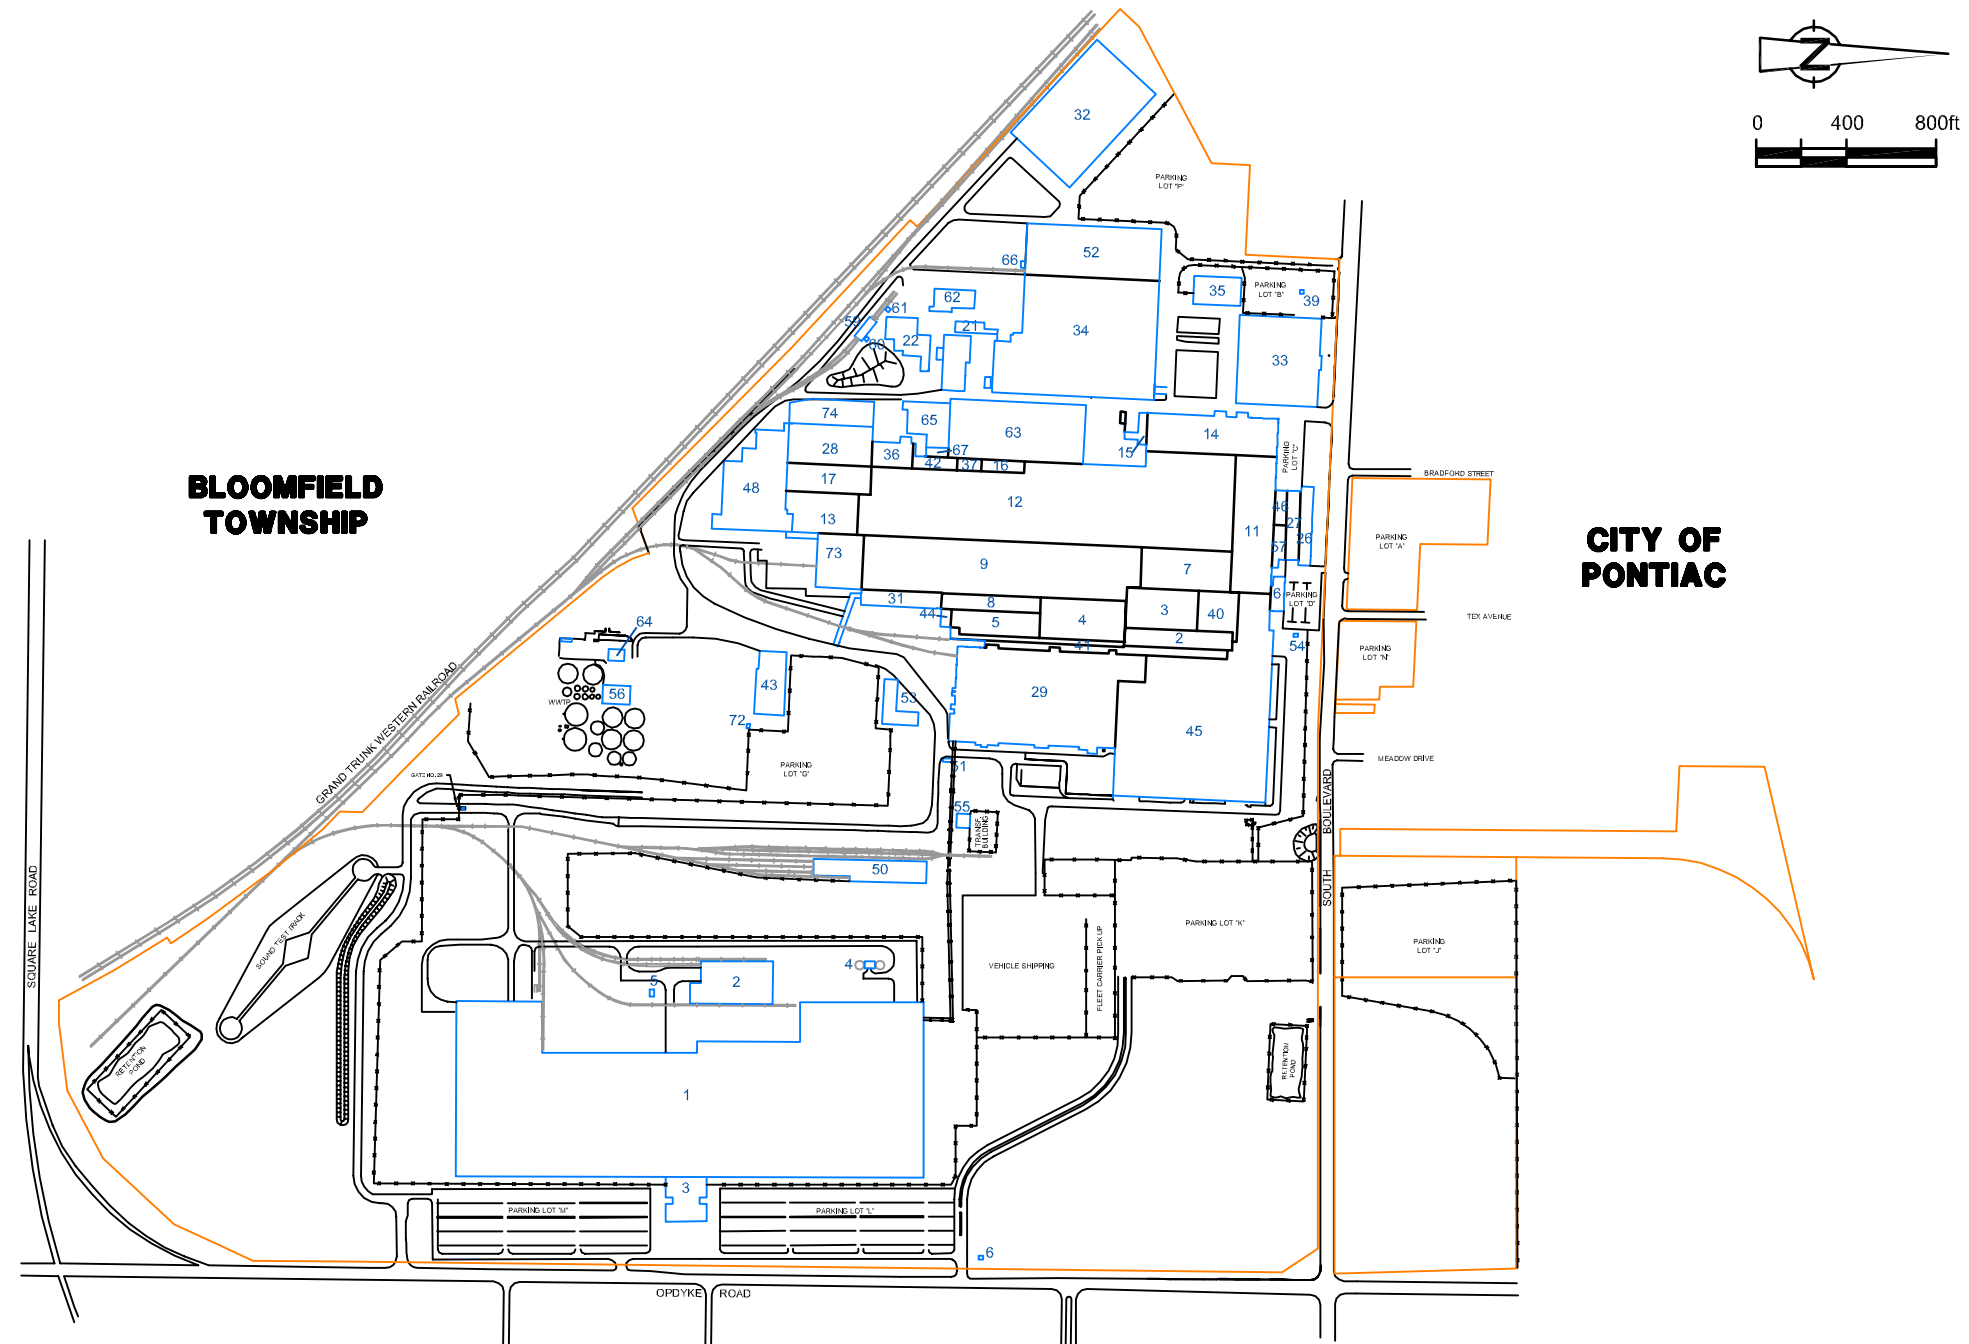 Z
0 400 800ft
32
PARKING
LOT "P"
52
66
35
PARKING
LOT "B"
39
62
61
59
21
60
22
34
33
74
65
63
14
67
15
28
36
42
37
16
PARKING
LOT "C"
BRADFORD STREET
BLOOMFIELD
TOWNSHIP
17
48
12
13
11
46
27
26
57
PARKING
LOT "A"
CITY OF
PONTIAC
73
9
7
31
8
44
5
4
3
40
6
PARKING
LOT "D"
TEX AVENUE
2
41
54
64
PARKING
LOT "N"
43
56
WWTP
53
29
72
45
GRAND TRUNK WESTERN RAILROAD
PARKING
LOT "G"
51
MEADOW DRIVE
GATE NO. 29
55
TRANSF.
BUILDING
SOUTH BOULEVARD
50
SQUARE LAKE ROAD
SOUND TEST TRACK
PARKING LOT "K"
PARKING
LOT "J"
VEHICLE SHIPPING
FLEET CARRIER PICK UP
4
5
2
RETENTION
POND
RETENTION
POND
1
3
PARKING LOT "M"
PARKING LOT "L"
6
OPDYKE ROAD